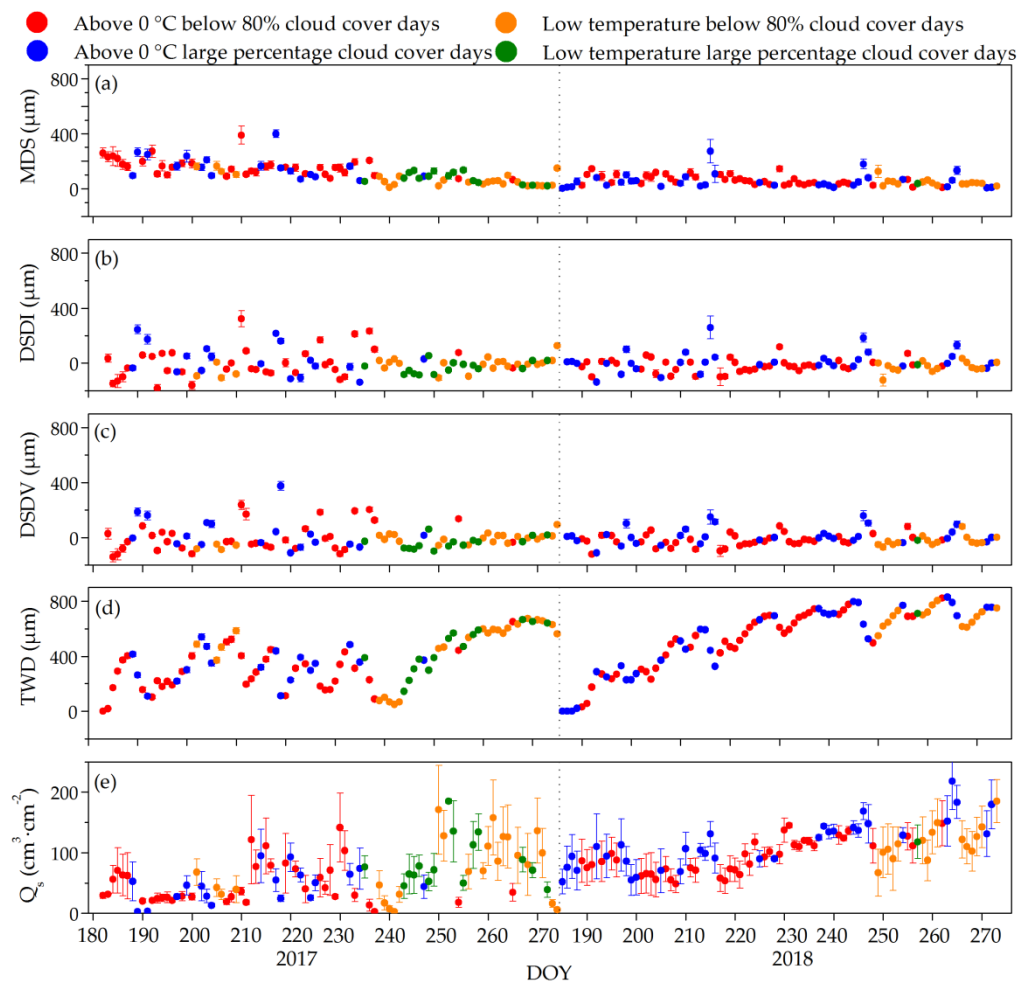 Above 0 °C below 80% cloud cover days
Low temperature below 80% cloud cover days
Above 0 °C large percentage cloud cover days
Low temperature large percentage cloud cover days
(a)
MDS (μm)
800
400
0
(b)
DSDI (μm)
800
400
0
(c)
DSDV (μm)
800
400
0
(d)
TWD (μm)
800
400
0
(e)
Qs (cm³·cm⁻²)
200
100
0
180 190 200 210 220 230 240 250 260 270 190 200 210 220 230 240 250 260 270
2017 2018
DOY